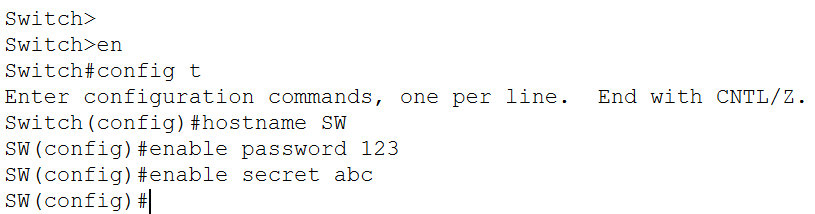 Switch>
Switch>en
Switch#config t
Enter configuration commands, one per line.  End with CNTL/Z.
Switch(config)#hostname SW
SW(config)#enable password 123
SW(config)#enable secret abc
SW(config)#